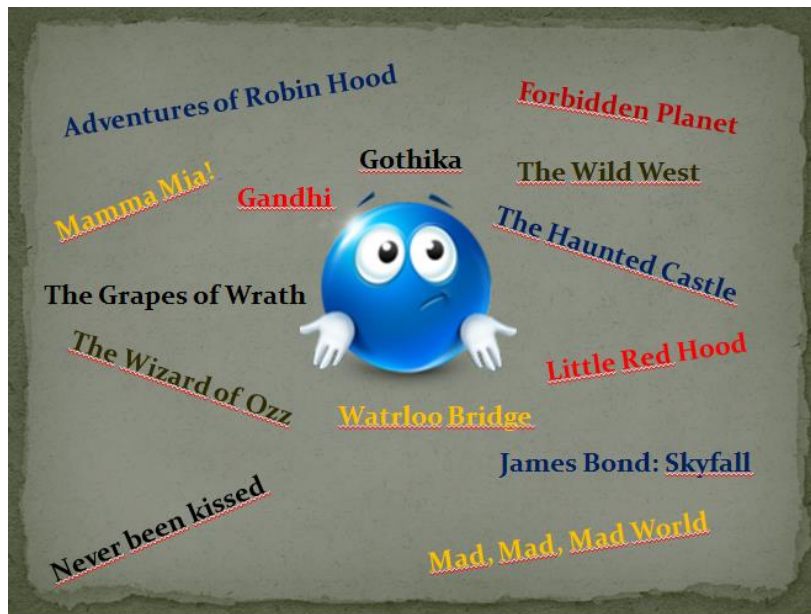 Adventures of Robin Hood
Forbidden Planet
Gothika
The Wild West
Mamma Mia!
Gandhi
The Haunted Castle
The Grapes of Wrath
Little Red Hood
The Wizard of Ozz
Watrloo Bridge
James Bond: Skyfall
Never been kissed
Mad, Mad, Mad World